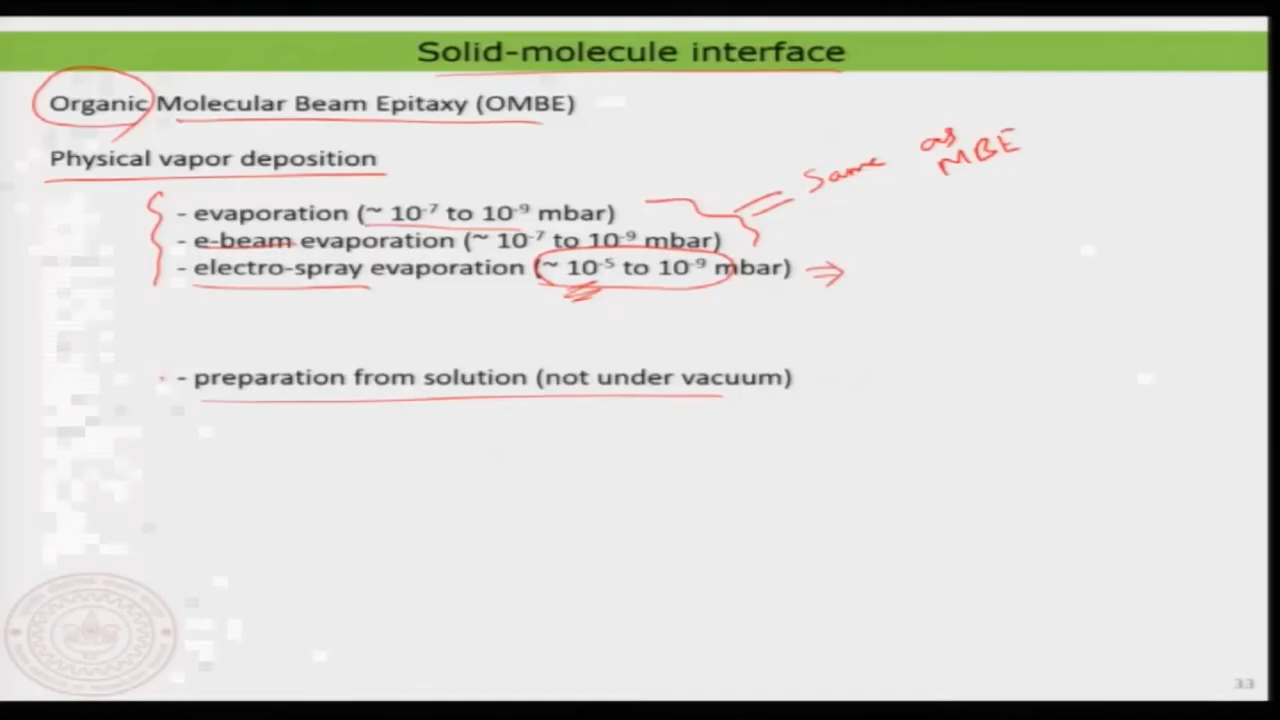 Solid-molecule interface
Organic Molecular Beam Epitaxy (OMBE)
Physical vapor deposition
Same as MBE
- evaporation (~ 10⁻⁷ to 10⁻⁹ mbar)
- e-beam evaporation (~ 10⁻⁷ to 10⁻⁹ mbar)
- electro-spray evaporation (~ 10⁻⁵ to 10⁻⁹ mbar)
- preparation from solution (not under vacuum)
33